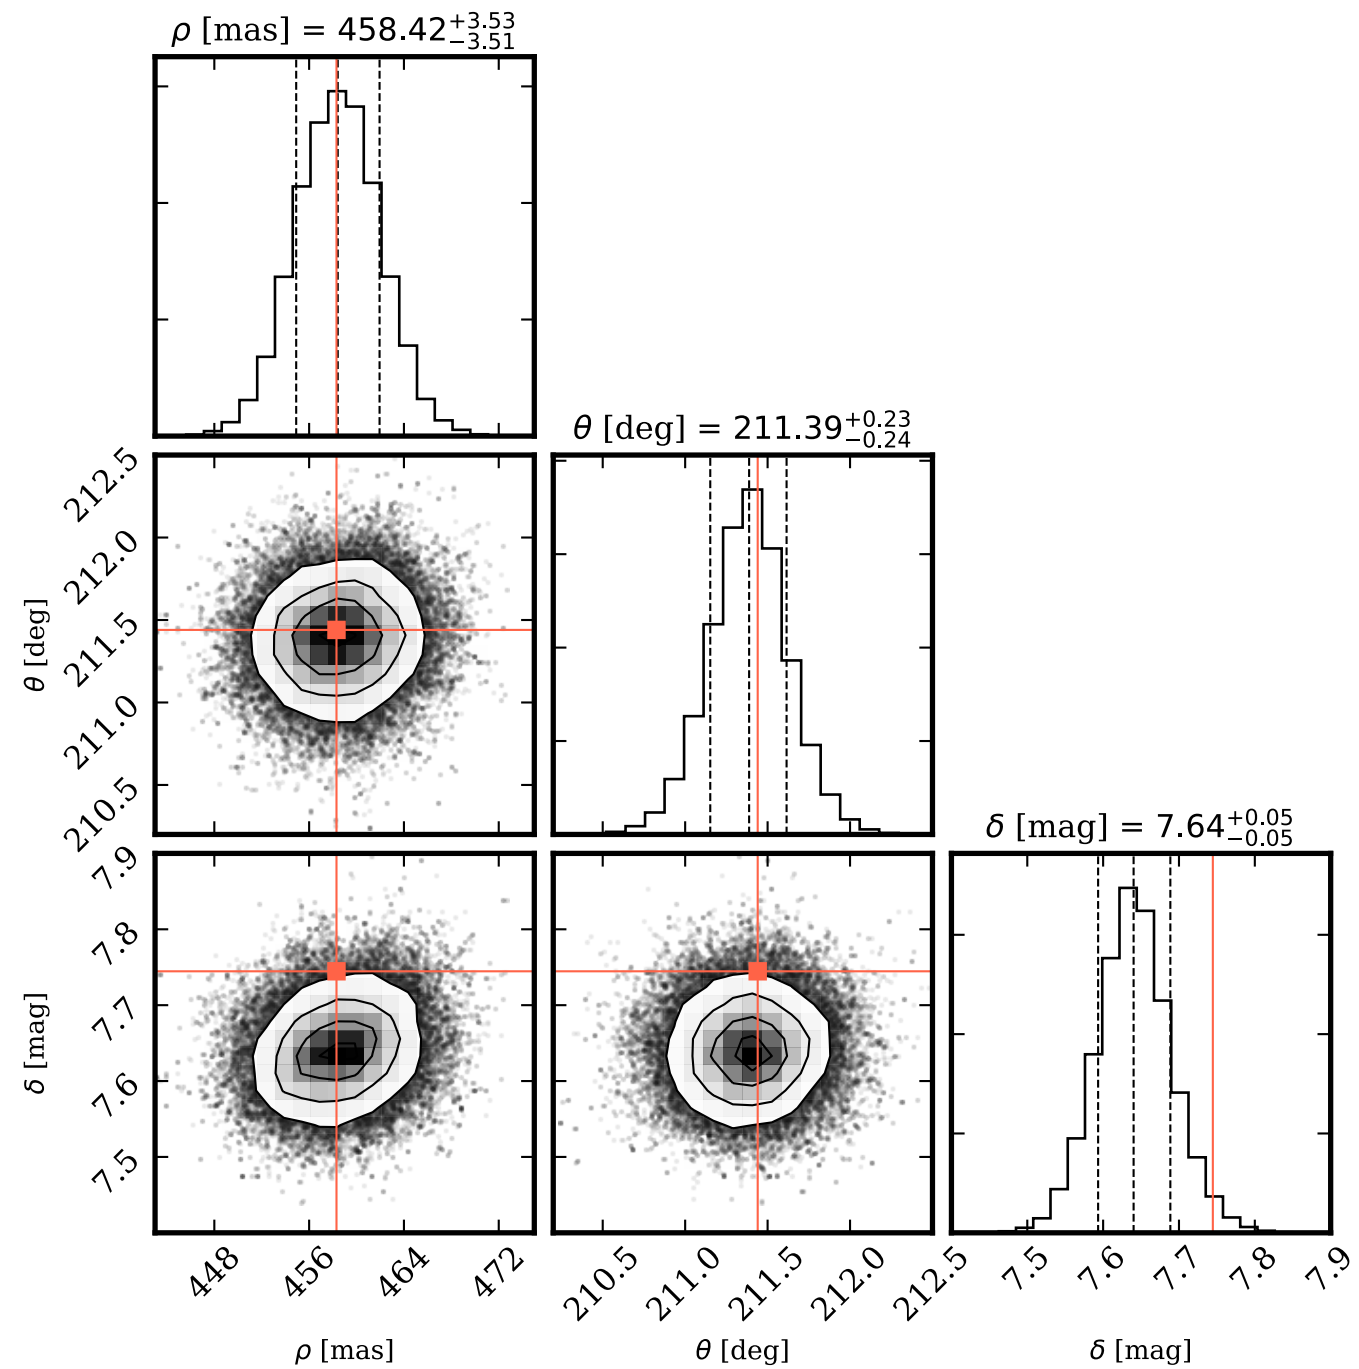 ρ [mas] = 458.42 +3.53 −3.51
θ [deg] = 211.39 +0.23 −0.24
212.5
212.0
211.5
211.0
210.5
θ [deg]
δ [mag] = 7.64 +0.05 −0.05
7.9
7.8
7.7
7.6
7.5
δ [mag]
448 456 464 472
210.5 211.0 211.5 212.0 212.5
7.5 7.6 7.7 7.8 7.9
ρ [mas] θ [deg] δ [mag]